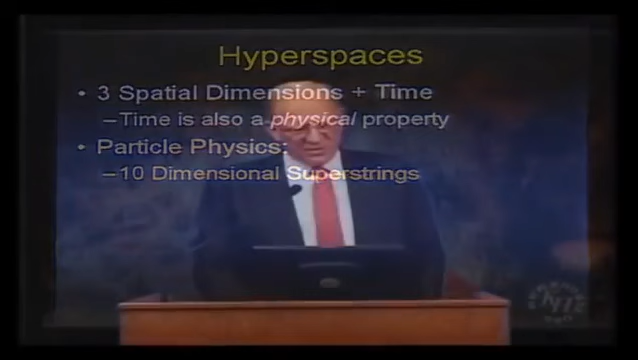 Hyperspaces
• 3 Spatial Dimensions + Time
–Time is also a physical property
• Particle Physics:
–10 Dimensional Superstrings